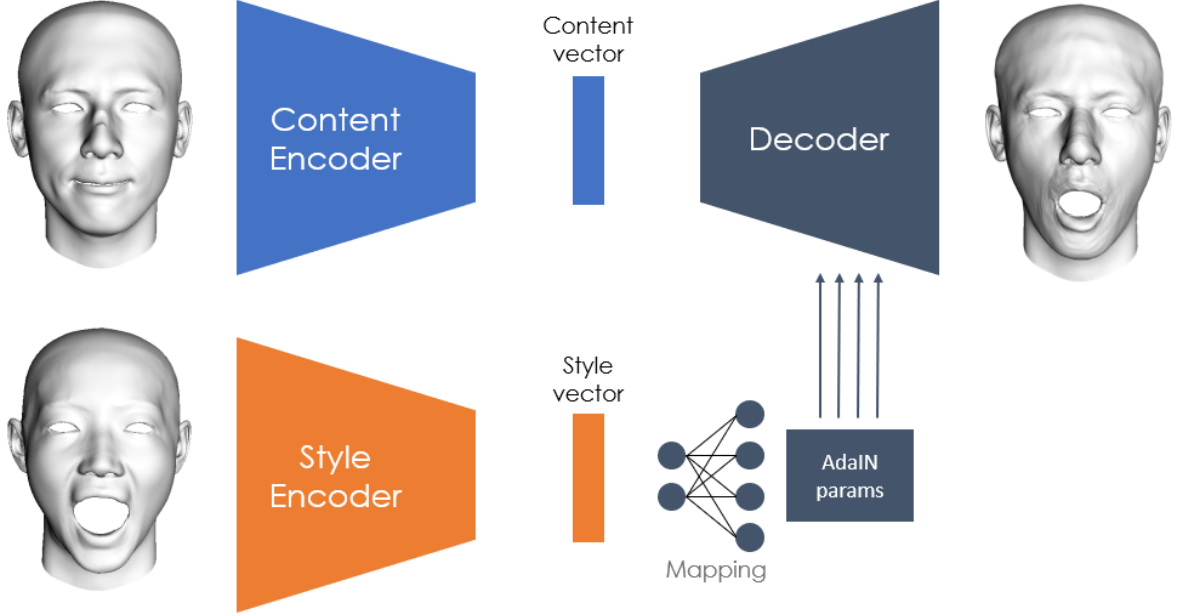 Content
vector
Content
Encoder
Decoder
Style
vector
Style
Encoder
AdaIN
params
Mapping